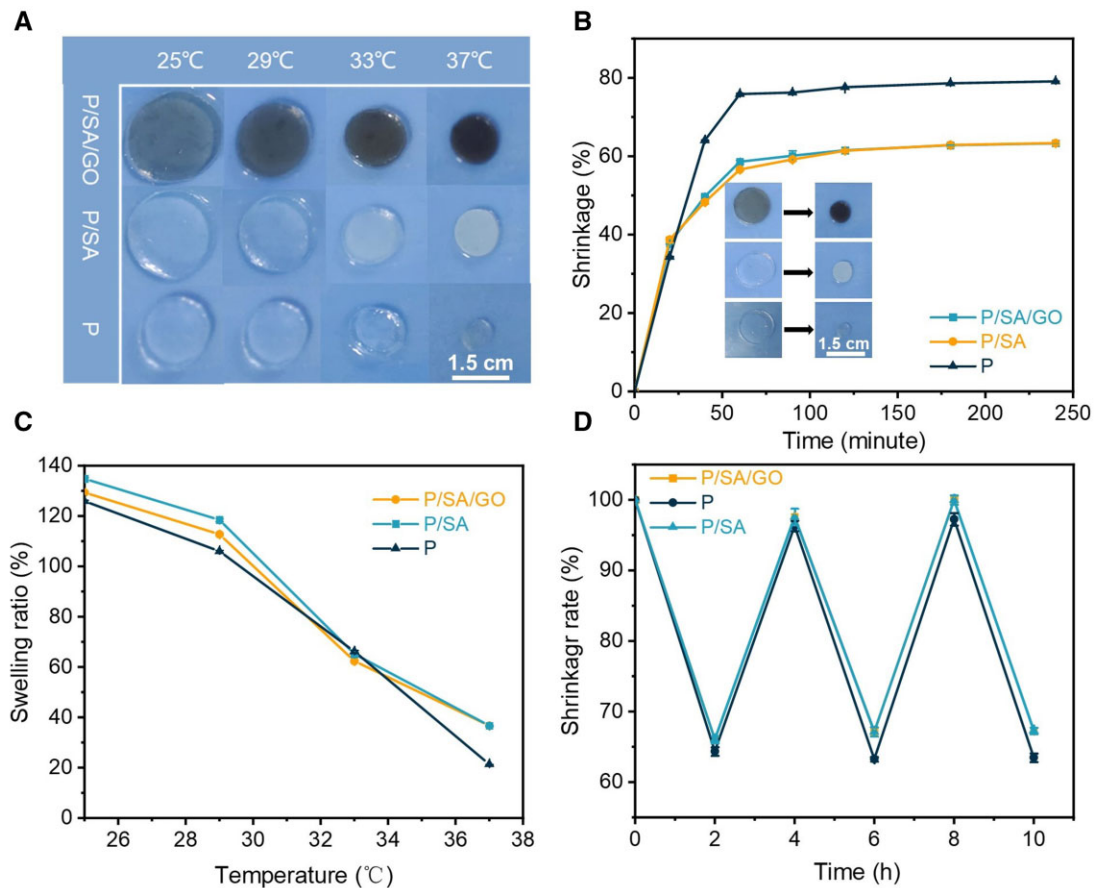 A
25℃ 29℃ 33℃ 37℃
P/SA/GO
P/SA
P
1.5 cm
B
Shrinkage (%)
80
60
40
20
0
0 50 100 150 200 250
Time (minute)
P/SA/GO
P/SA
P
1.5 cm
C
Swelling ratio (%)
140
120
100
80
60
40
20
0
26 28 30 32 34 36 38
Temperature (℃)
P/SA/GO
P/SA
P
D
Shrinkagr rate (%)
100
90
80
70
60
0 2 4 6 8 10
Time (h)
P/SA/GO
P
P/SA